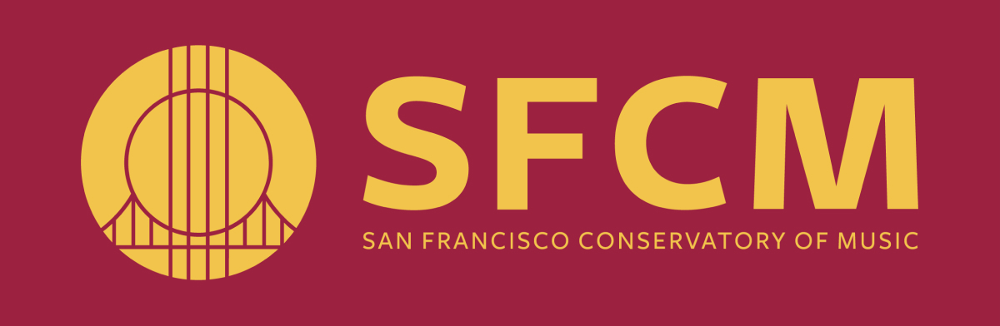 SFCM
SAN FRANCISCO CONSERVATORY OF MUSIC